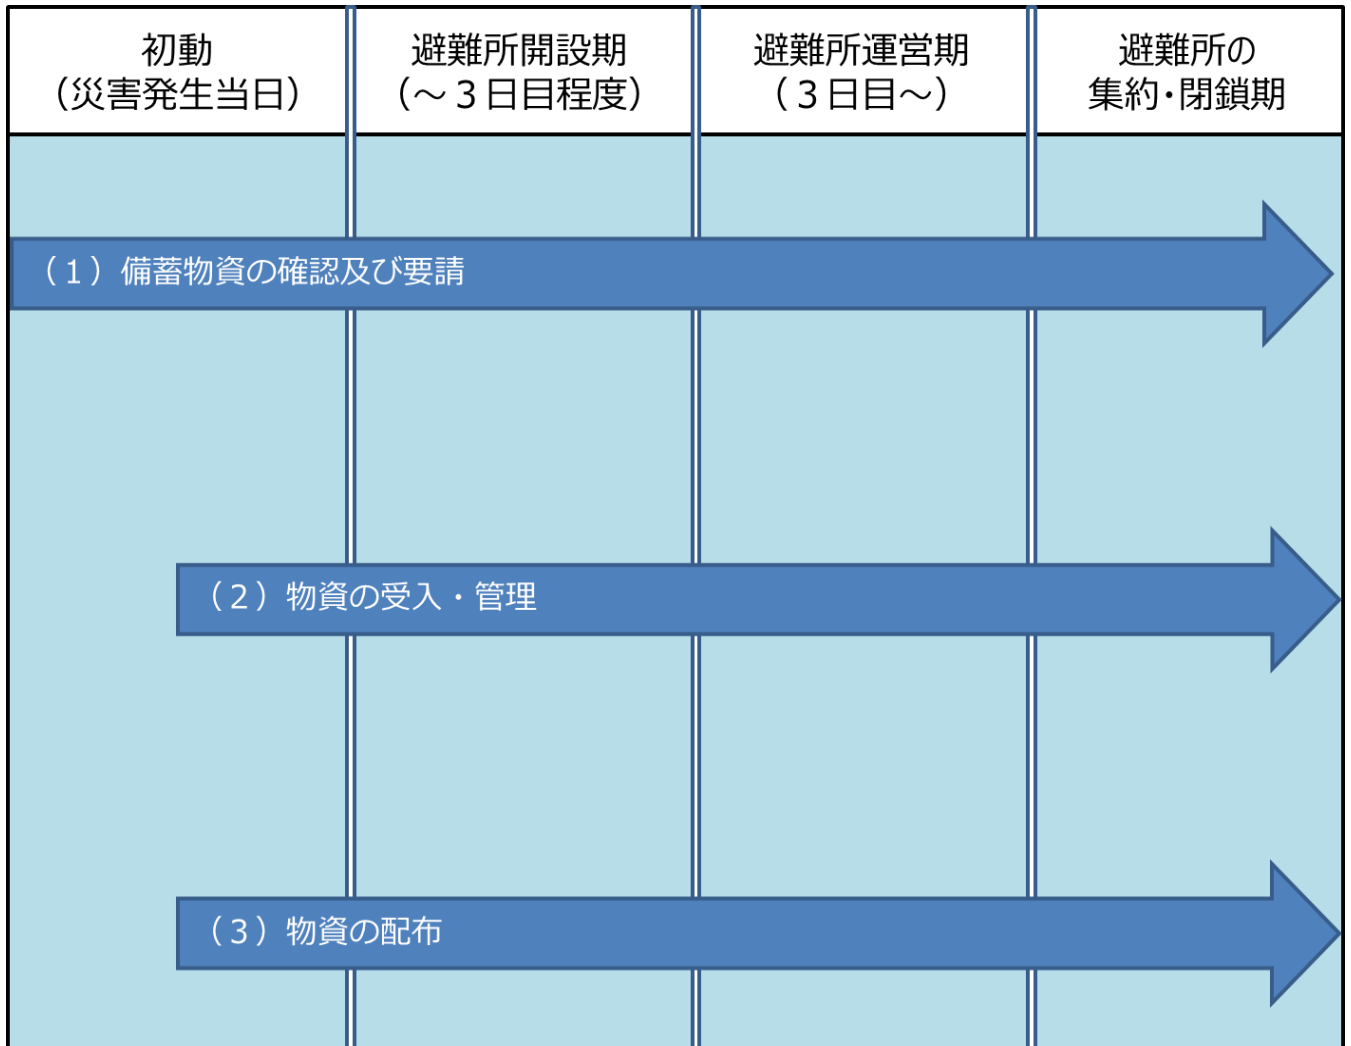 初動
（災害発生当日）
避難所開設期
（～３日目程度）
避難所運営期
（３日目～）
避難所の
集約･閉鎖期
（１）備蓄物資の確認及び要請
（２）物資の受入・管理
（３）物資の配布